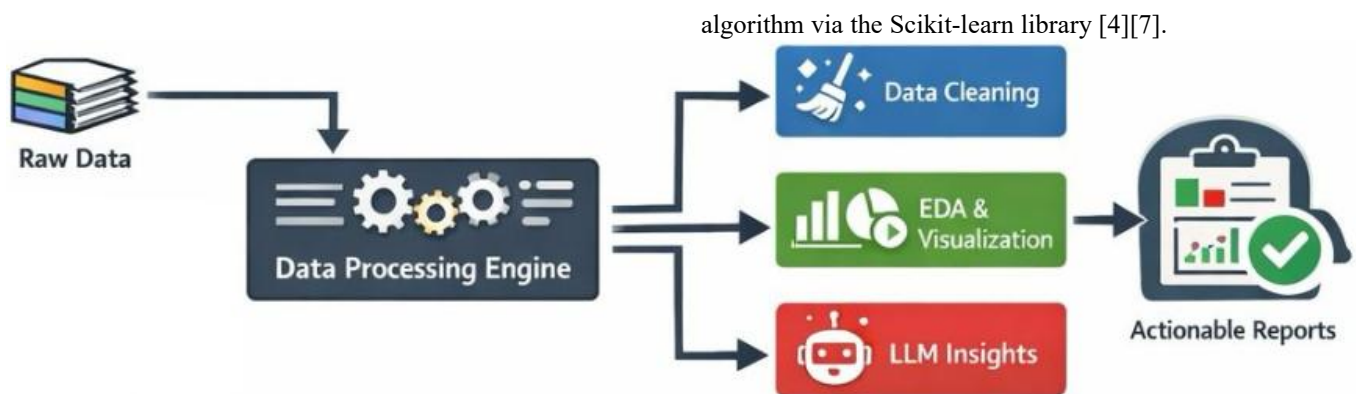 algorithm via the Scikit-learn library [4][7].
Raw Data
Data Processing Engine
Data Cleaning
EDA &
Visualization
LLM Insights
Actionable Reports